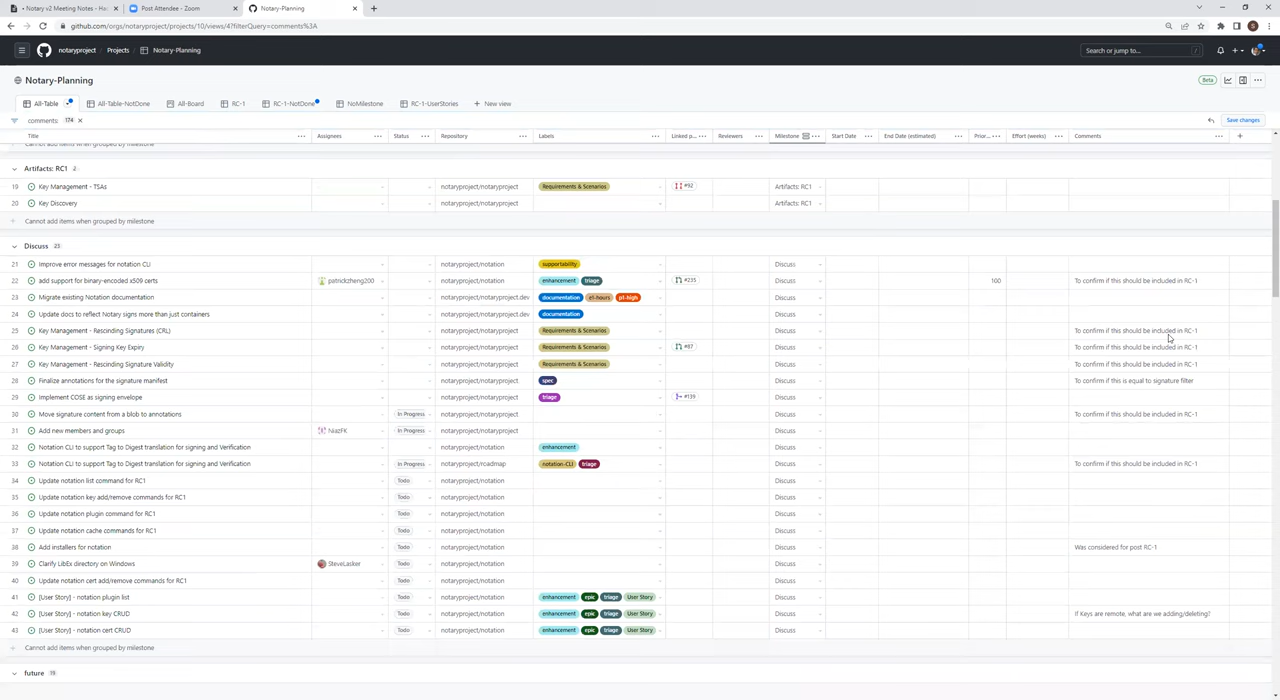 Notary v2 Meeting Notes - Hac
Post Attendee - Zoom
Notary-Planning
github.com/orgs/notaryproject/projects/10/views/4?filterQuery=comments%3A
notaryproject / Projects / Notary-Planning
Search or jump to...
Notary-Planning
Beta
All-Table All-Table-NotDone All-Board RC-1 RC-1-NotDone NoMilestone RC-1-UserStories + New view
comments: 174
Save changes
Title Assignees Status Repository Labels Linked p... Reviewers Milestone Start Date End Date (estimated) Prior... Effort (weeks) Comments
Cannot add items when grouped by milestone
Artifacts: RC1 2
19 Key Management - TSAs notaryproject/notaryproject Requirements & Scenarios #92 Artifacts: RC1
20 Key Discovery notaryproject/notaryproject Artifacts: RC1
Cannot add items when grouped by milestone
Discuss 23
21 Improve error messages for notation CLI notaryproject/notation supportability Discuss
22 add support for binary-encoded x509 certs patrickzheng200 notaryproject/notation enhancement triage #235 Discuss 100 To confirm if this should be included in RC-1
23 Migrate existing Notation documentation notaryproject/notaryproject.dev documentation e1-hours p1-high Discuss
24 Update docs to reflect Notary signs more than just containers notaryproject/notaryproject.dev documentation Discuss
25 Key Management - Rescinding Signatures (CRL) notaryproject/notaryproject Requirements & Scenarios Discuss To confirm if this should be included in RC-1
26 Key Management - Signing Key Expiry notaryproject/notaryproject Requirements & Scenarios #87 Discuss To confirm if this should be included in RC-1
27 Key Management - Rescinding Signature Validity notaryproject/notaryproject Requirements & Scenarios Discuss To confirm if this should be included in RC-1
28 Finalize annotations for the signature manifest notaryproject/notaryproject spec Discuss To confirm if this is equal to signature filter
29 Implement COSE as signing envelope notaryproject/notation triage #139 Discuss
30 Move signature content from a blob to annotations In Progress notaryproject/notaryproject Discuss To confirm if this should be included in RC-1
31 Add new members and groups NiazFK In Progress notaryproject/notaryproject Discuss
32 Notation CLI to support Tag to Digest translation for signing and Verification notaryproject/notation enhancement Discuss
33 Notation CLI to support Tag to Digest translation for signing and Verification In Progress notaryproject/roadmap notation-CLI triage Discuss To confirm if this should be included in RC-1
34 Update notation list command for RC1 Todo notaryproject/notation Discuss
35 Update notation key add/remove commands for RC1 Todo notaryproject/notation Discuss
36 Update notation plugin command for RC1 Todo notaryproject/notation Discuss
37 Update notation cache commands for RC1 Todo notaryproject/notation Discuss
38 Add installers for notation Todo notaryproject/notation Discuss Was considered for post RC-1
39 Clarify LibEx directory on Windows SteveLasker Todo notaryproject/notation Discuss
40 Update notation cert add/remove commands for RC1 Todo notaryproject/notation Discuss
41 [User Story] - notation plugin list Todo notaryproject/notation enhancement epic triage User Story Discuss
42 [User Story] - notation key CRUD Todo notaryproject/notation enhancement epic triage User Story Discuss If Keys are remote, what are we adding/deleting?
43 [User Story] - notation cert CRUD Todo notaryproject/notation enhancement epic triage User Story Discuss
Cannot add items when grouped by milestone
future 19